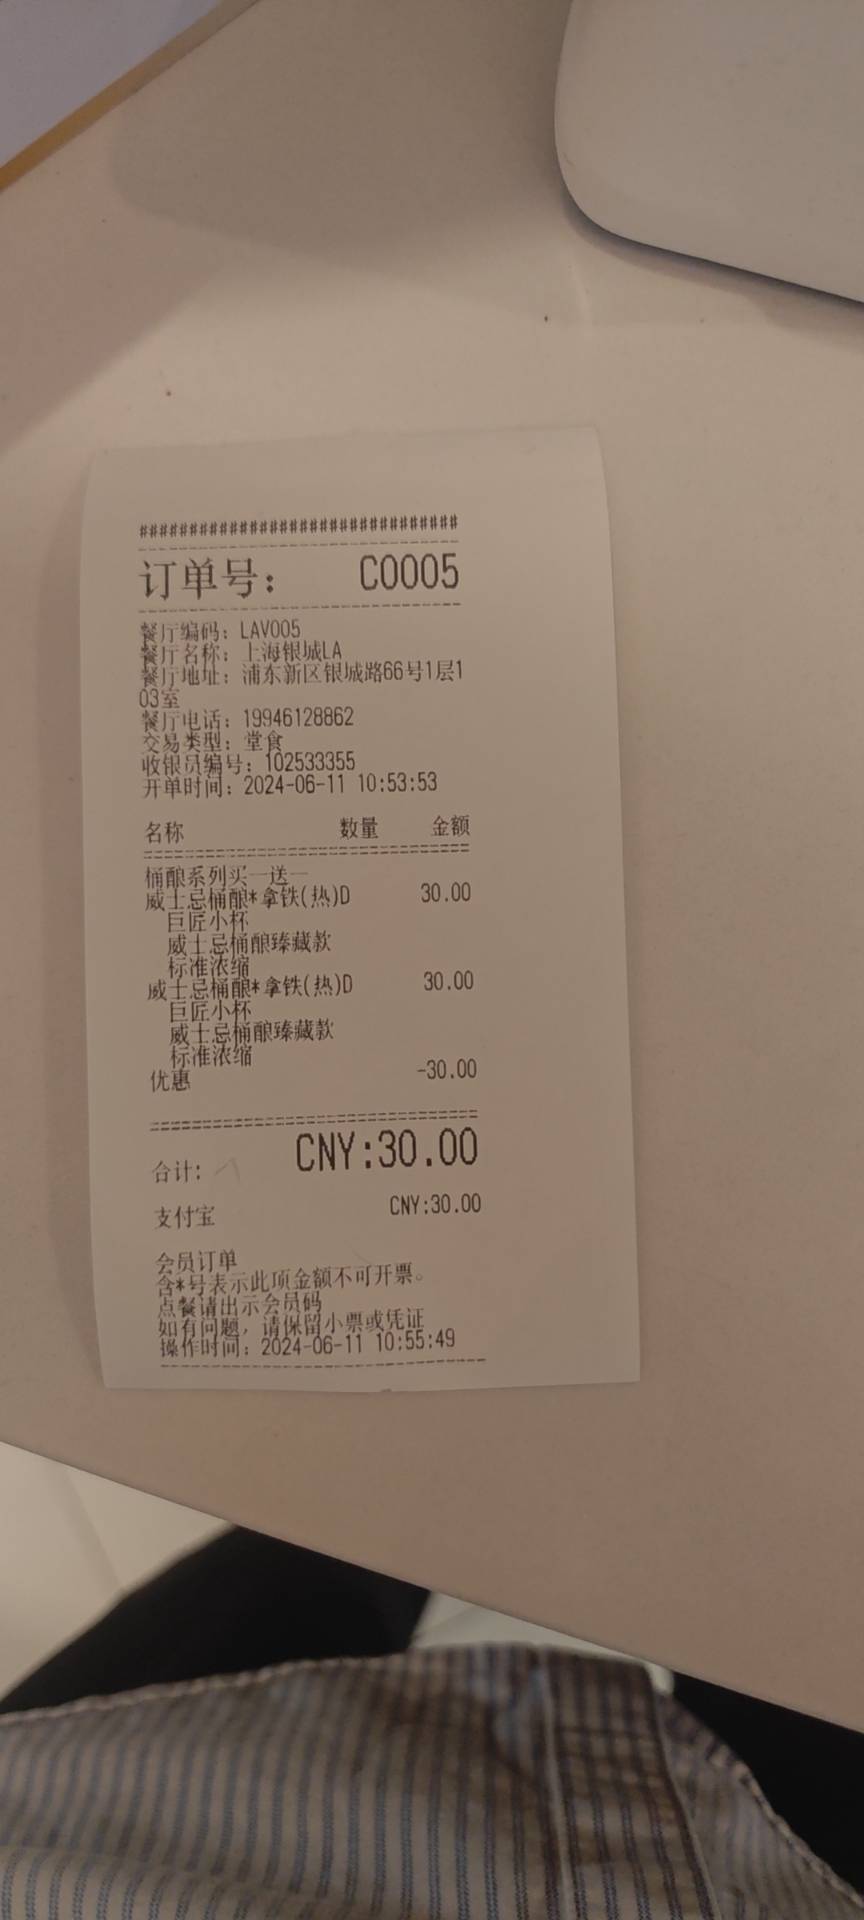 ################################
订单号： C0005
餐厅编码：LAV005
餐厅名称：上海银城LA
餐厅地址：浦东新区银城路66号1层1
03室
餐厅电话：19946128862
交易类型：堂食
收银员编号：102533355
开单时间：2024-06-11 10:53:53
名称 数量 金额
桶酿系列买一送一
威士忌桶酿*拿铁(热)D 30.00
巨匠小杯
威士忌桶酿臻藏款
标准浓缩
威士忌桶酿*拿铁(热)D 30.00
巨匠小杯
威士忌桶酿臻藏款
标准浓缩
优惠 -30.00
合计: CNY:30.00
支付宝 CNY:30.00
会员订单
含*号表示此项金额不可开票。
点餐请出示会员码
如有问题，请保留小票或凭证
操作时间：2024-06-11 10:55:49